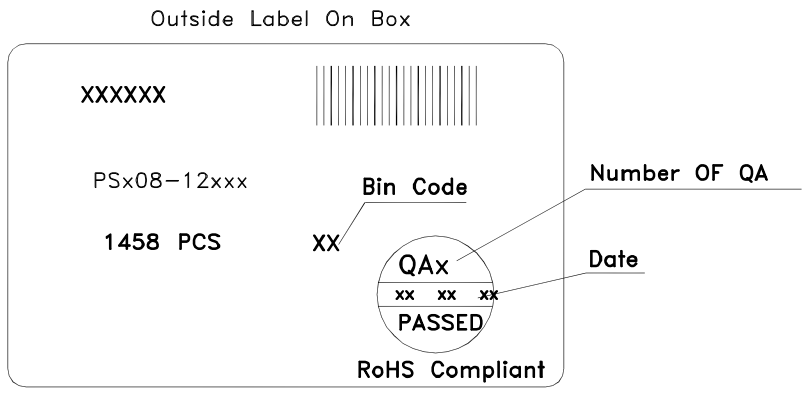 Outside Label On Box
XXXXXX
PSx08-12xxx
Bin Code
Number OF QA
1458 PCS
XX
QAx
Date
xx xx xx
PASSED
RoHS Compliant